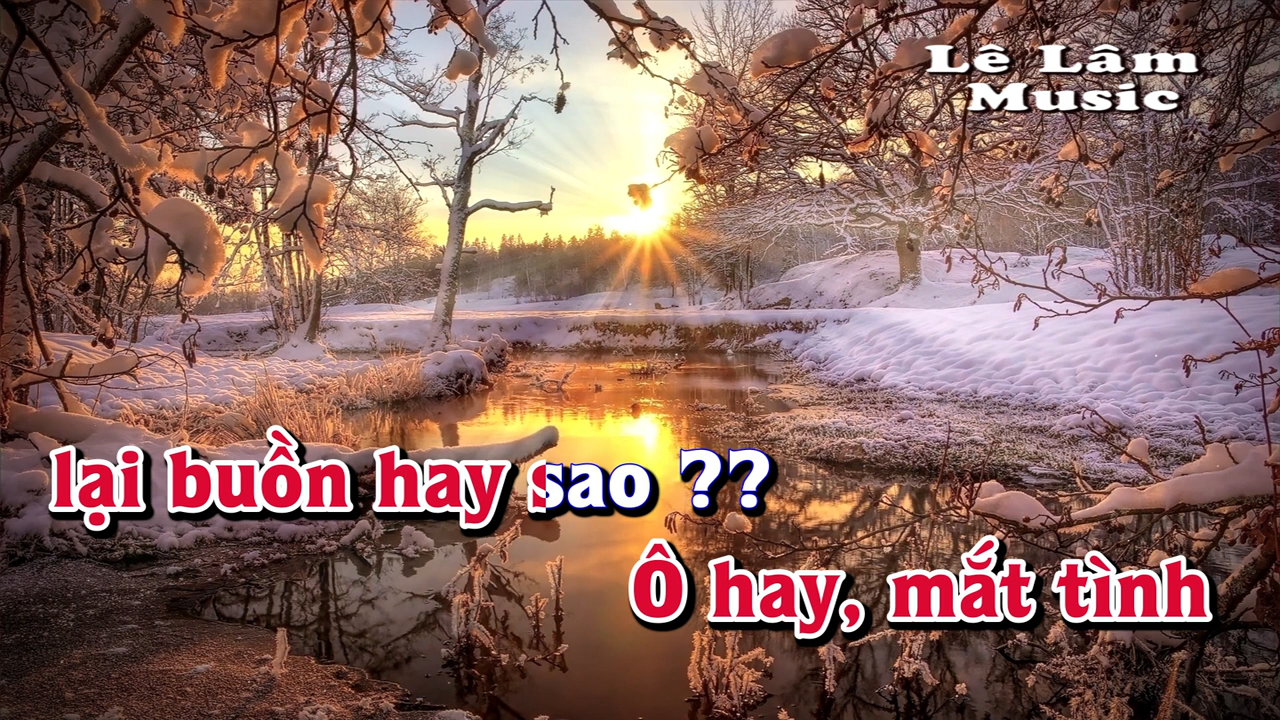 Lê Lâm
Music
lại buồn hay sao ??
Ô hay, mắt tình